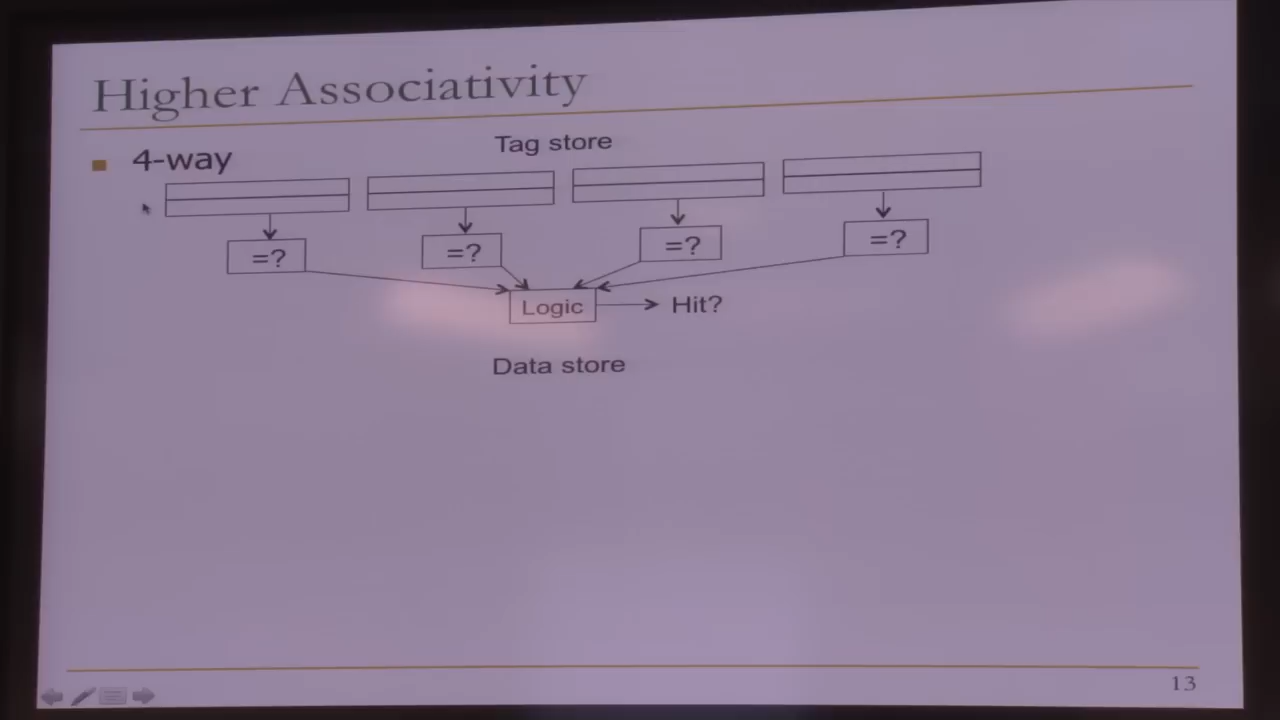 Higher Associativity
4-way
Tag store
=? =? =? =?
Logic
Hit?
Data store
13